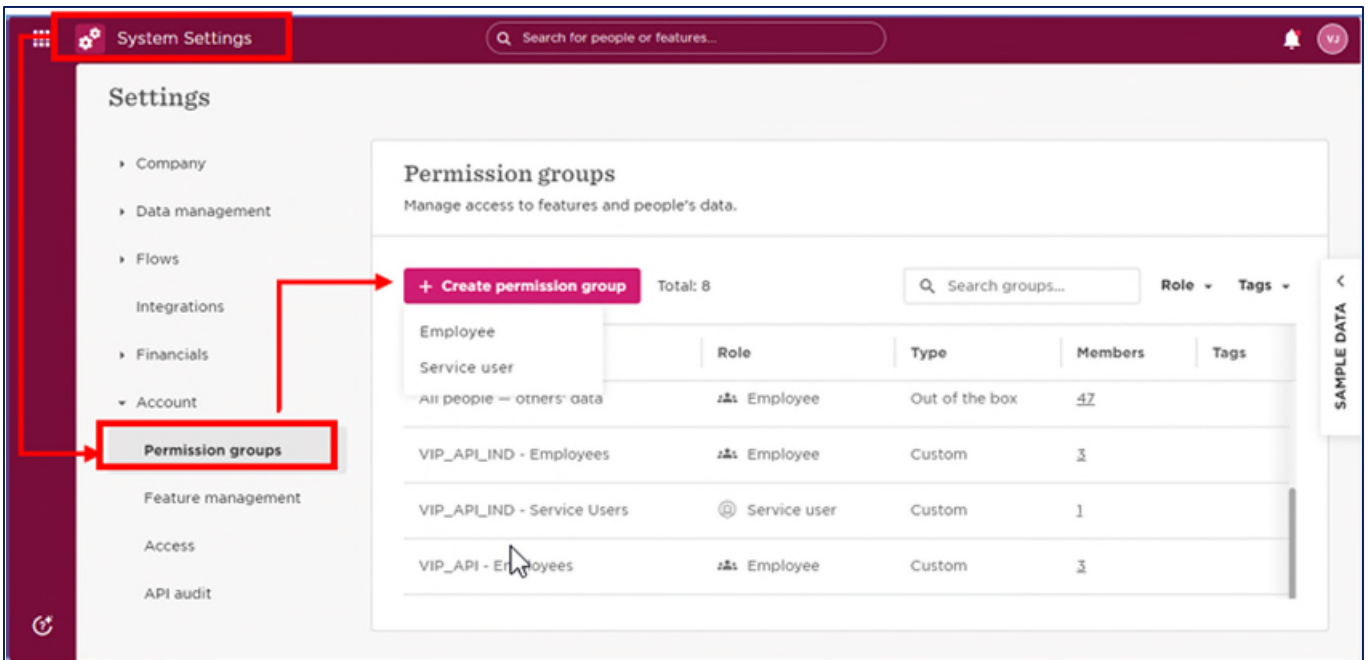 System Settings
Search for people or features...
VJ
Settings
Company
Data management
Flows
Integrations
Financials
Account
Permission groups
Feature management
Access
API audit
Permission groups
Manage access to features and people's data.
+ Create permission group
Total: 8
Search groups...
Role
Tags
Employee
Service user
Role Type Members Tags
All people — others' data Employee Out of the box 47
VIP_API_IND - Employees Employee Custom 3
VIP_API_IND - Service Users Service user Custom 1
VIP_API - Employees Employee Custom 3
SAMPLE DATA